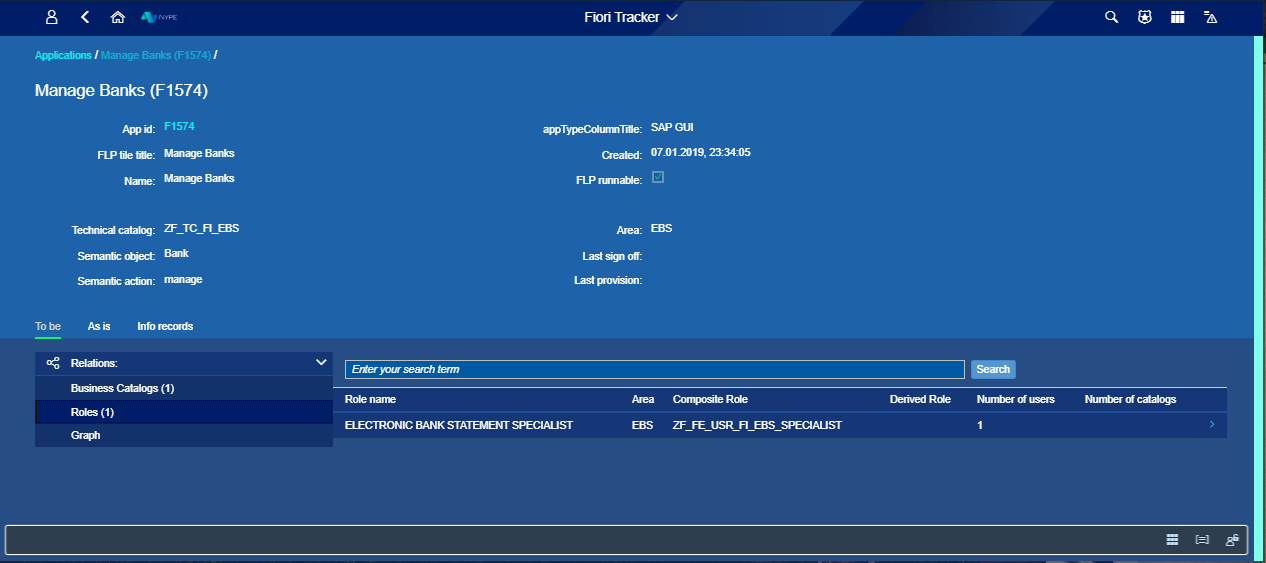 NYPE
Fiori Tracker
Applications / Manage Banks (F1574) /
Manage Banks (F1574)
App id: F1574
appTypeColumnTitle: SAP GUI
FLP tile title: Manage Banks
Created: 07.01.2019, 23:34:05
Name: Manage Banks
FLP runnable:
Technical catalog: ZF_TC_FI_EBS
Area: EBS
Semantic object: Bank
Last sign off:
Semantic action: manage
Last provision:
To be As is Info records
Relations:
Business Catalogs (1)
Roles (1)
Graph
Enter your search term Search
Role name Area Composite Role Derived Role Number of users Number of catalogs
ELECTRONIC BANK STATEMENT SPECIALIST EBS ZF_FE_USR_FI_EBS_SPECIALIST 1